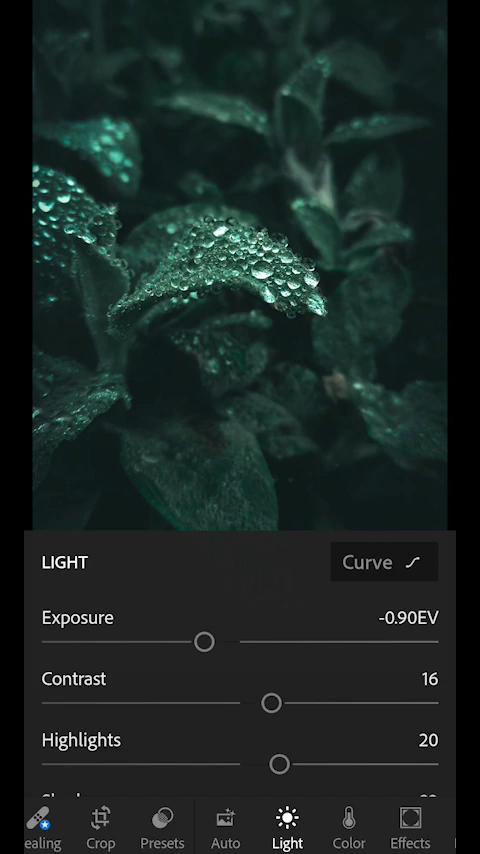 LIGHT
Curve
Exposure -0.90EV
Contrast 16
Highlights 20
ealing Crop Presets Auto Light Color Effects